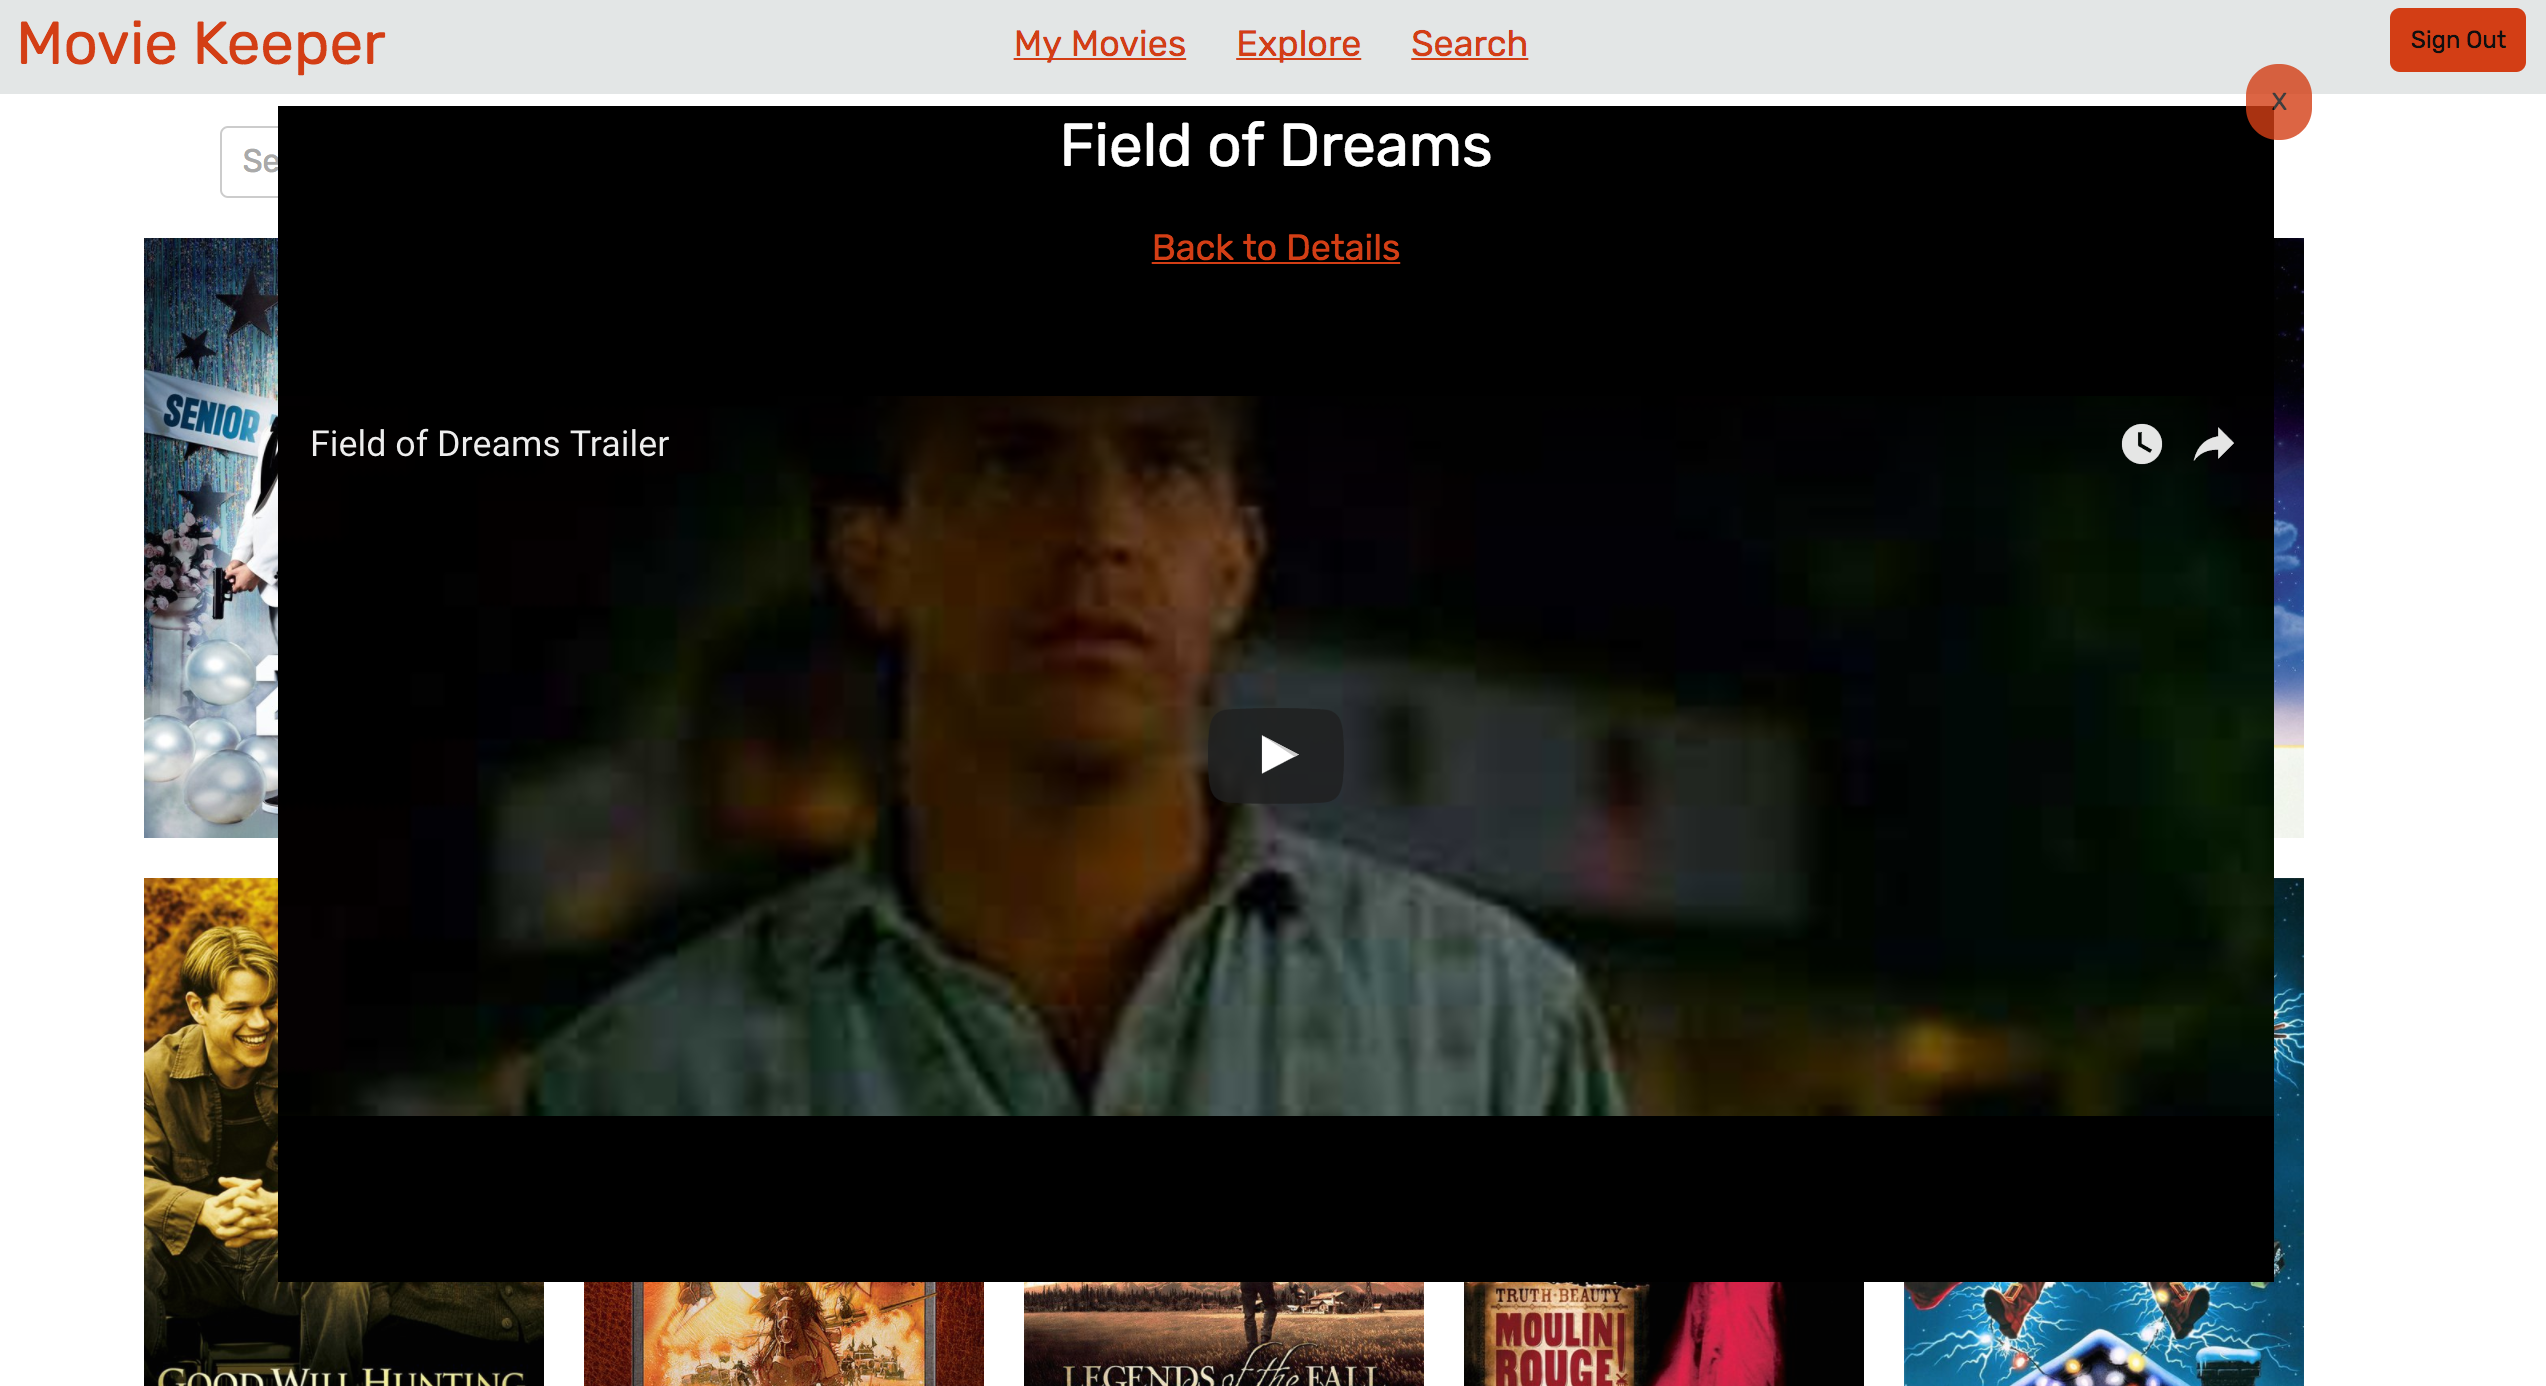 Movie Keeper
My Movies Explore Search
Sign Out
x
Se
Field of Dreams
Back to Details
SENIOR
Field of Dreams Trailer
2
GOOD WILL HUNTING
LEGENDS of the FALL
TRUTH·BEAUTY
MOULIN
ROUGE!